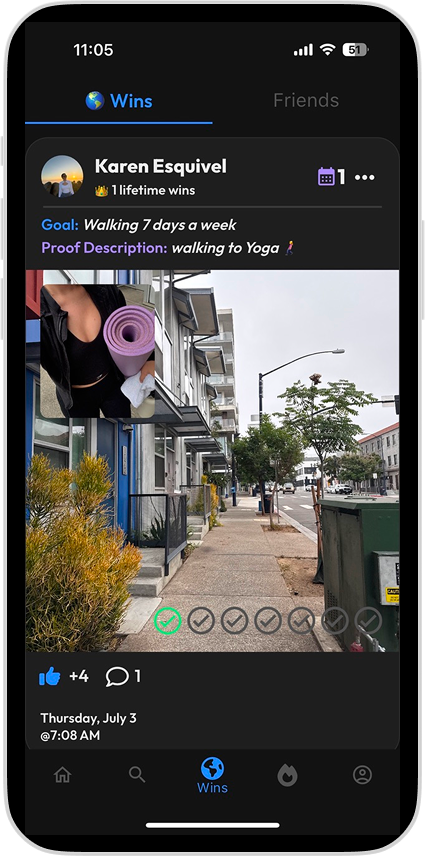 11:05
51
🌎 Wins
Friends
Karen Esquivel
👑 1 lifetime wins
1
Goal: Walking 7 days a week
Proof Description: walking to Yoga 🚶‍♀️
+4
1
Thursday, July 3
@7:08 AM
Wins